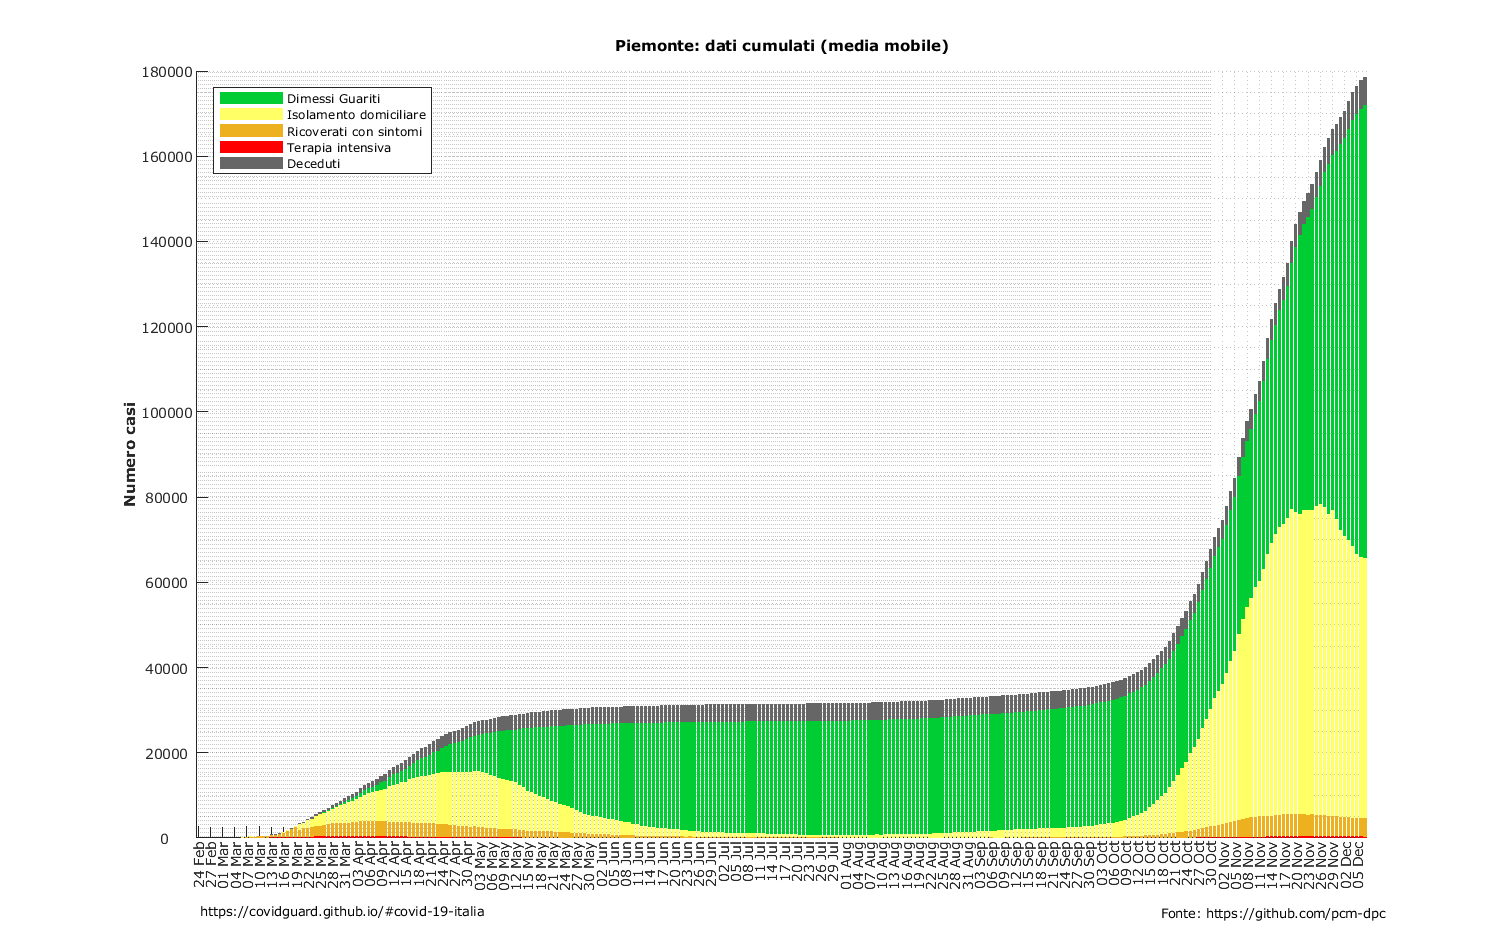 Piemonte: dati cumulati (media mobile)
180000
160000
140000
120000
100000
80000
60000
40000
20000
0
Numero casi
Dimessi Guariti
Isolamento domiciliare
Ricoverati con sintomi
Terapia intensiva
Deceduti
24 Feb
27 Feb
01 Mar
04 Mar
07 Mar
10 Mar
13 Mar
16 Mar
19 Mar
22 Mar
25 Mar
28 Mar
31 Mar
03 Apr
06 Apr
09 Apr
12 Apr
15 Apr
18 Apr
21 Apr
24 Apr
27 Apr
30 Apr
03 May
06 May
09 May
12 May
15 May
18 May
21 May
24 May
27 May
30 May
02 Jun
05 Jun
08 Jun
11 Jun
14 Jun
17 Jun
20 Jun
23 Jun
26 Jun
29 Jun
02 Jul
05 Jul
08 Jul
11 Jul
14 Jul
17 Jul
20 Jul
23 Jul
26 Jul
29 Jul
01 Aug
04 Aug
07 Aug
10 Aug
13 Aug
16 Aug
19 Aug
22 Aug
25 Aug
28 Aug
31 Aug
03 Sep
06 Sep
09 Sep
12 Sep
15 Sep
18 Sep
21 Sep
24 Sep
27 Sep
30 Sep
03 Oct
06 Oct
09 Oct
12 Oct
15 Oct
18 Oct
21 Oct
24 Oct
27 Oct
30 Oct
02 Nov
05 Nov
08 Nov
11 Nov
14 Nov
17 Nov
20 Nov
23 Nov
26 Nov
29 Nov
02 Dec
05 Dec
https://covidguard.github.io/#covid-19-italia
Fonte: https://github.com/pcm-dpc